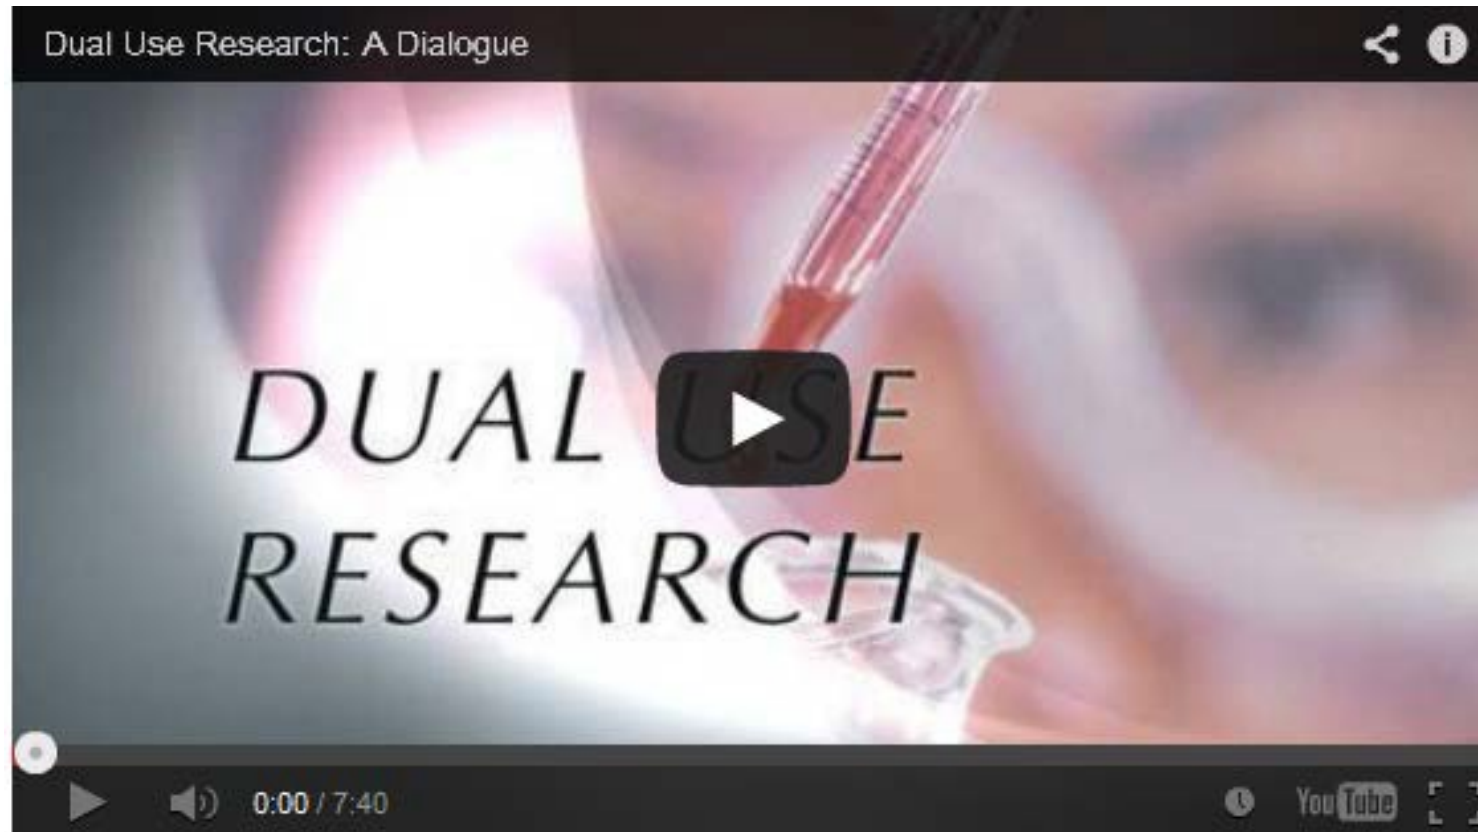 Dual Use Research: A Dialogue
DUAL USE
RESEARCH
0:00 / 7:40
YouTube